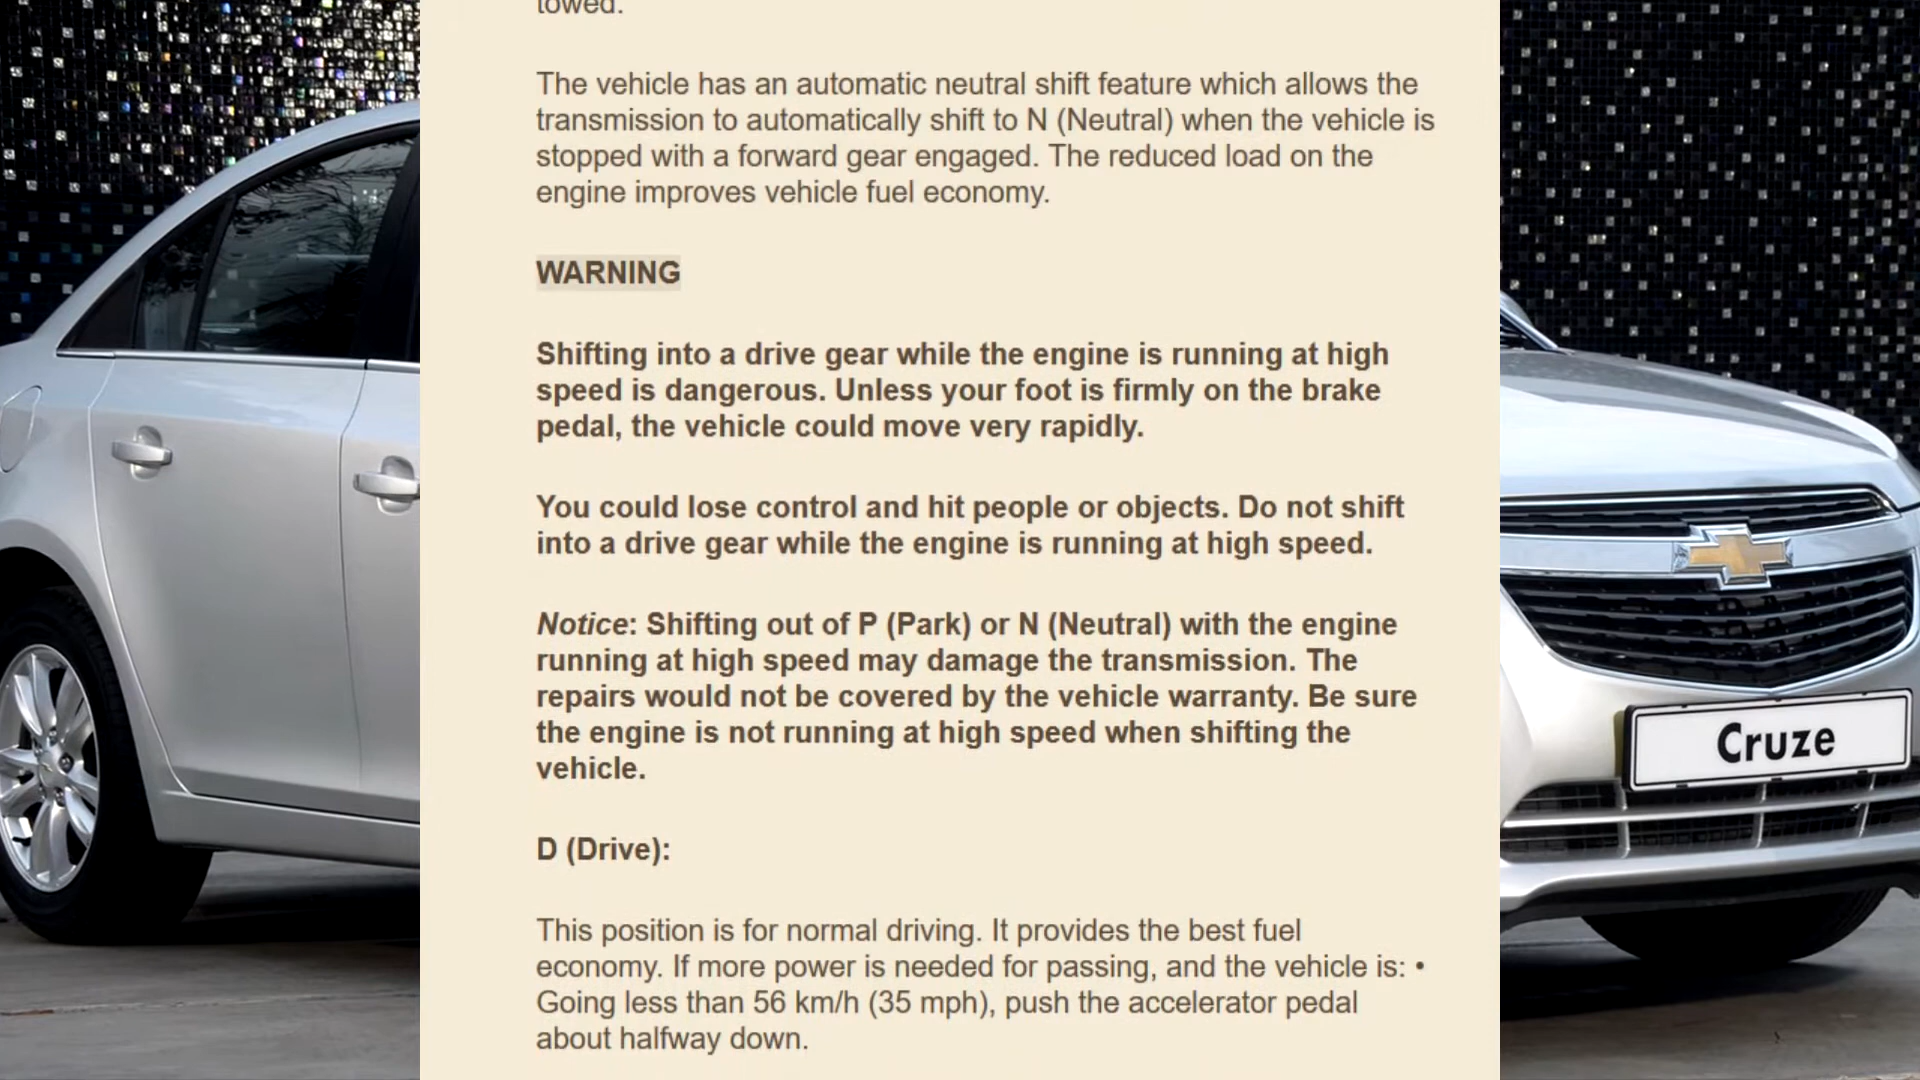 towed.
The vehicle has an automatic neutral shift feature which allows the
transmission to automatically shift to N (Neutral) when the vehicle is
stopped with a forward gear engaged. The reduced load on the
engine improves vehicle fuel economy.
WARNING
Shifting into a drive gear while the engine is running at high
speed is dangerous. Unless your foot is firmly on the brake
pedal, the vehicle could move very rapidly.
You could lose control and hit people or objects. Do not shift
into a drive gear while the engine is running at high speed.
Notice: Shifting out of P (Park) or N (Neutral) with the engine
running at high speed may damage the transmission. The
repairs would not be covered by the vehicle warranty. Be sure
the engine is not running at high speed when shifting the
vehicle.
D (Drive):
This position is for normal driving. It provides the best fuel
economy. If more power is needed for passing, and the vehicle is: •
Going less than 56 km/h (35 mph), push the accelerator pedal
about halfway down.
Cruze